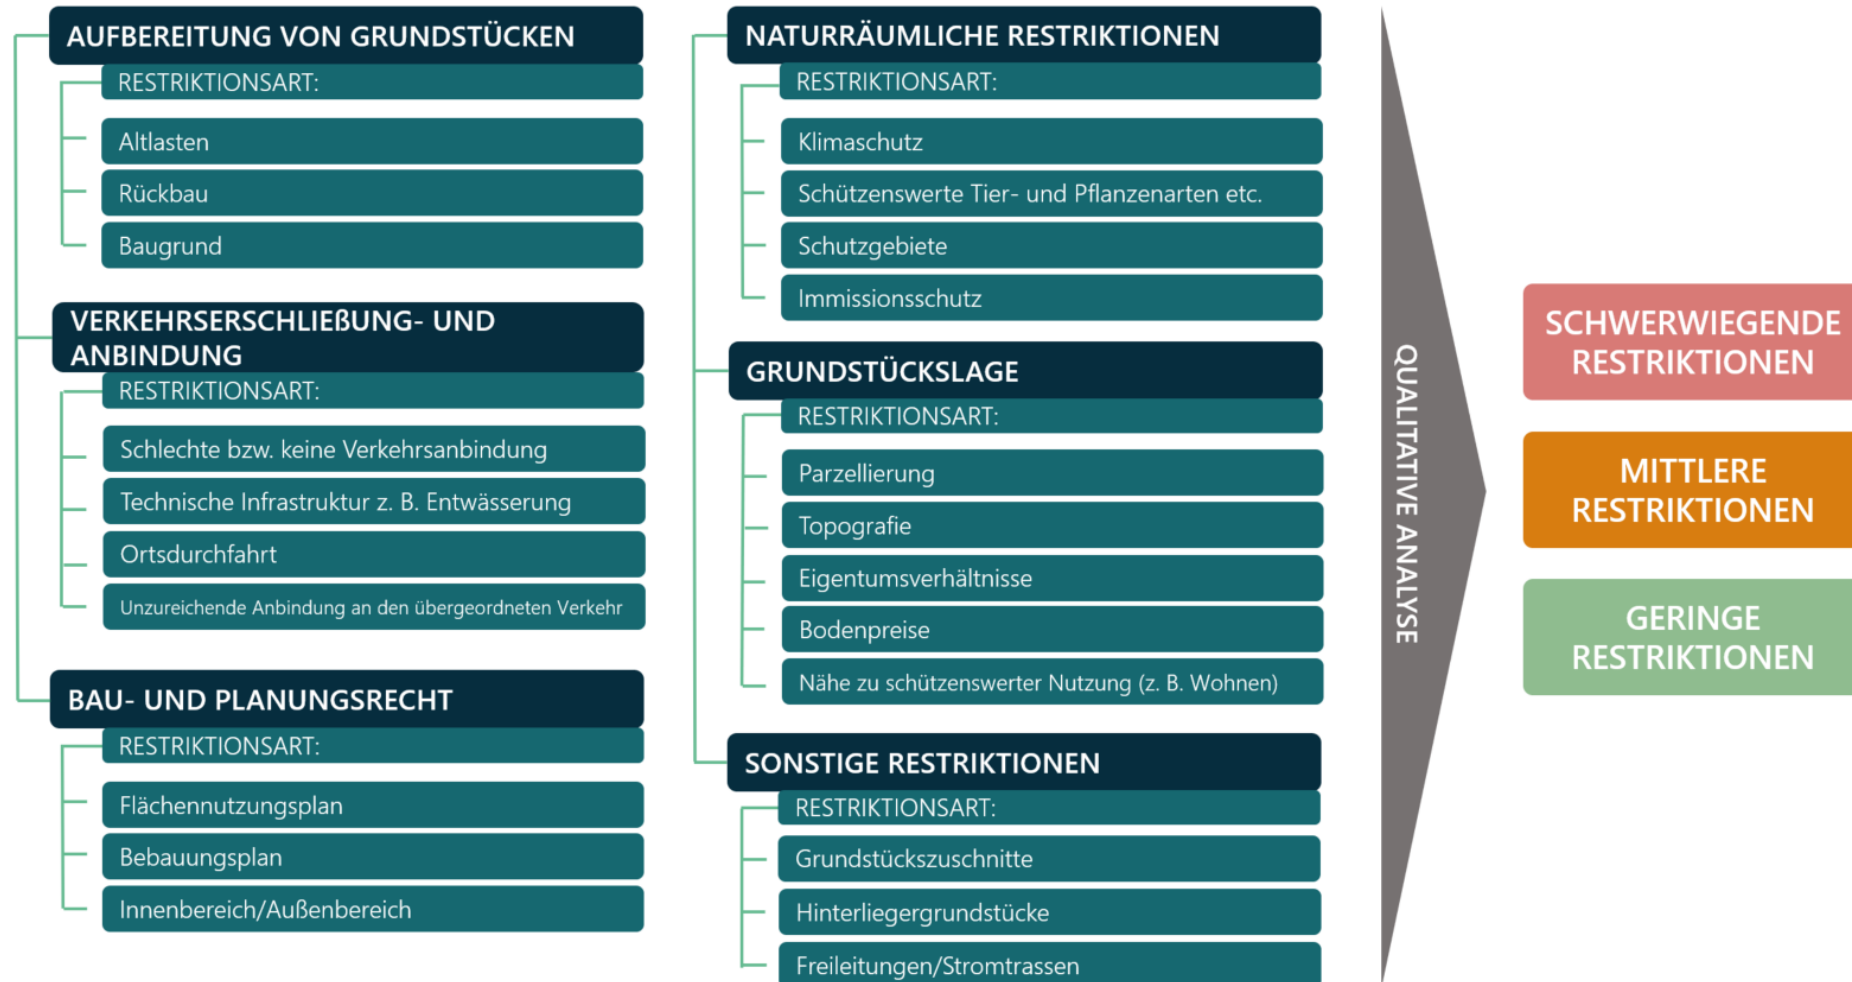 AUFBEREITUNG VON GRUNDSTÜCKEN
RESTRIKTIONSART:
Altlasten
Rückbau
Baugrund
VERKEHRSERSCHLIEßUNG- UND
ANBINDUNG
RESTRIKTIONSART:
Schlechte bzw. keine Verkehrsanbindung
Technische Infrastruktur z. B. Entwässerung
Ortsdurchfahrt
Unzureichende Anbindung an den übergeordneten Verkehr
BAU- UND PLANUNGSRECHT
RESTRIKTIONSART:
Flächennutzungsplan
Bebauungsplan
Innenbereich/Außenbereich
NATURRÄUMLICHE RESTRIKTIONEN
RESTRIKTIONSART:
Klimaschutz
Schützenswerte Tier- und Pflanzenarten etc.
Schutzgebiete
Immissionsschutz
GRUNDSTÜCKSLAGE
RESTRIKTIONSART:
Parzellierung
Topografie
Eigentumsverhältnisse
Bodenpreise
Nähe zu schützenswerter Nutzung (z. B. Wohnen)
SONSTIGE RESTRIKTIONEN
RESTRIKTIONSART:
Grundstückszuschnitte
Hinterliegergrundstücke
Freileitungen/Stromtrassen
QUALITATIVE ANALYSE
SCHWERWIEGENDE
RESTRIKTIONEN
MITTLERE
RESTRIKTIONEN
GERINGE
RESTRIKTIONEN